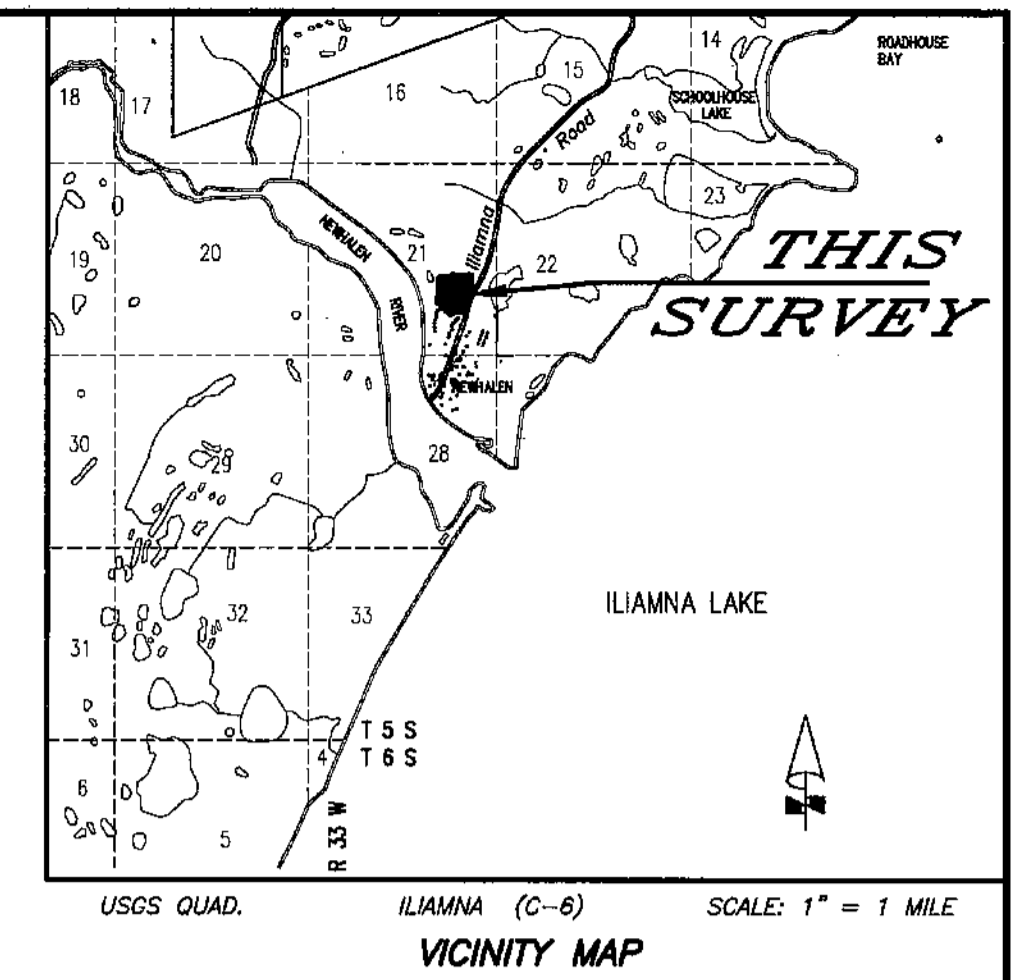 14
ROADHOUSE
BAY
15
18
17
16
SCHOOLHOUSE
LAKE
Road
23
NEWHALEN
RIVER
Iliamna
19
20
21
22
THIS
SURVEY
NEWHALEN
30
29
28
ILIAMNA LAKE
31
32
33
T 5 S
T 6 S
4
6
5
R 33 W
USGS QUAD.
ILIAMNA (C-6)
SCALE: 1" = 1 MILE
VICINITY MAP